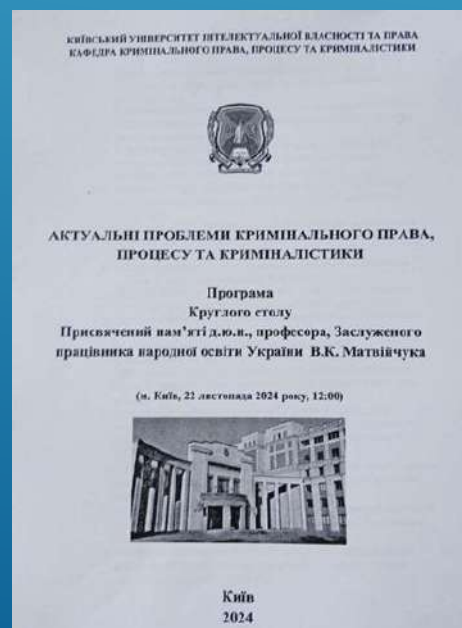 КИЇВСЬКИЙ УНІВЕРСИТЕТ ІНТЕЛЕКТУАЛЬНОЇ ВЛАСНОСТІ ТА ПРАВА
КАФЕДРА КРИМІНАЛЬНОГО ПРАВА, ПРОЦЕСУ ТА КРИМІНАЛІСТИКИ
АКТУАЛЬНІ ПРОБЛЕМИ КРИМІНАЛЬНОГО ПРАВА,
ПРОЦЕСУ ТА КРИМІНАЛІСТИКИ
Програма
Круглого столу
Присвячений пам’яті д.ю.н., професора, Заслуженого
працівника народної освіти України В.К. Матвійчука
(м. Київ, 22 листопада 2024 року, 12:00)
Київ
2024